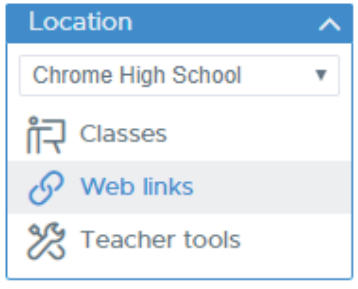 Location
Chrome High School
Classes
Web links
Teacher tools